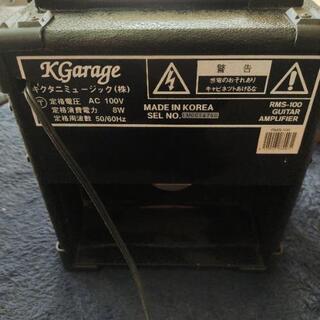 KGarage
キクタニミュージック(株)
〒 定格電圧 AC 100V
定格消費電力 8W
定格周波数 50/60Hz
警告
感電のおそれあり
キャビネットあけるな
MADE IN KOREA
SEL NO.
RMS-100
GUITAR
AMPLIFIER
RMS-100